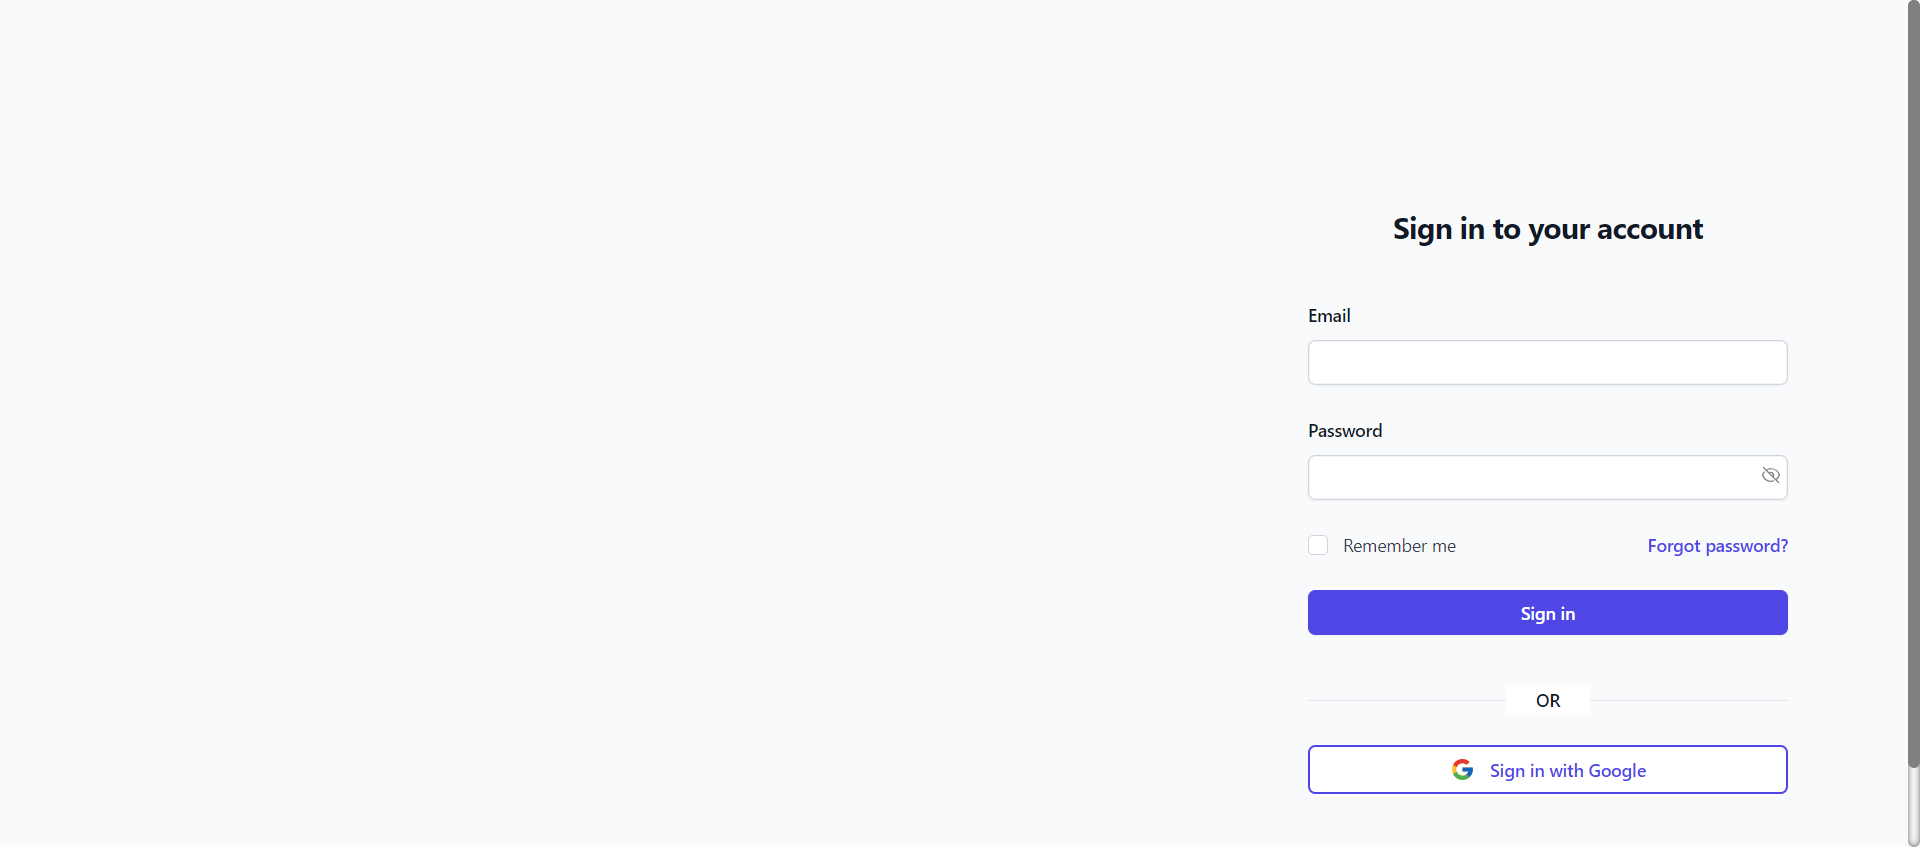 Sign in to your account
Email
Password
Remember me
Forgot password?
Sign in
OR
Sign in with Google